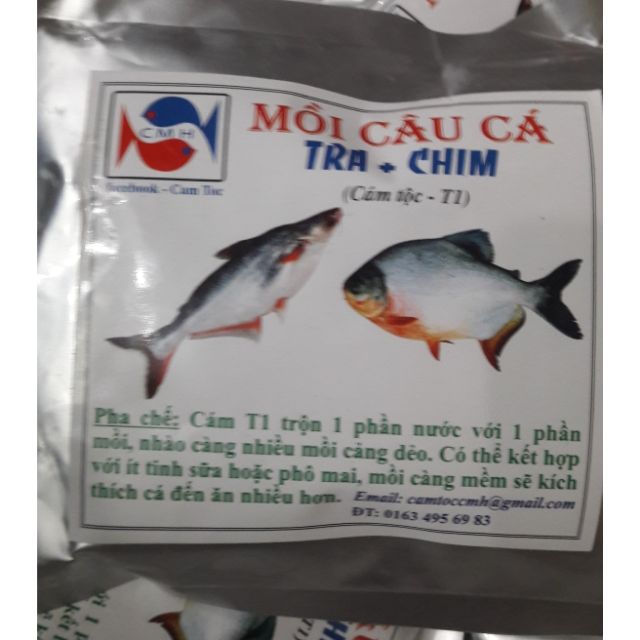 MỒI CÂU CÁ
TRA + CHIM
(Cám tộc - T1)
CMH
facebook - Cam Toc
Pha chế: Cám T1 trộn 1 phần nước với 1 phần
mồi, nhào càng nhiều mồi càng dẻo. Có thể kết hợp
với ít tinh sữa hoặc phô mai, mồi càng mềm sẽ kích
thích cá đến ăn nhiều hơn.
Email: camtoccmh@gmail.com
ĐT: 0163 495 69 83